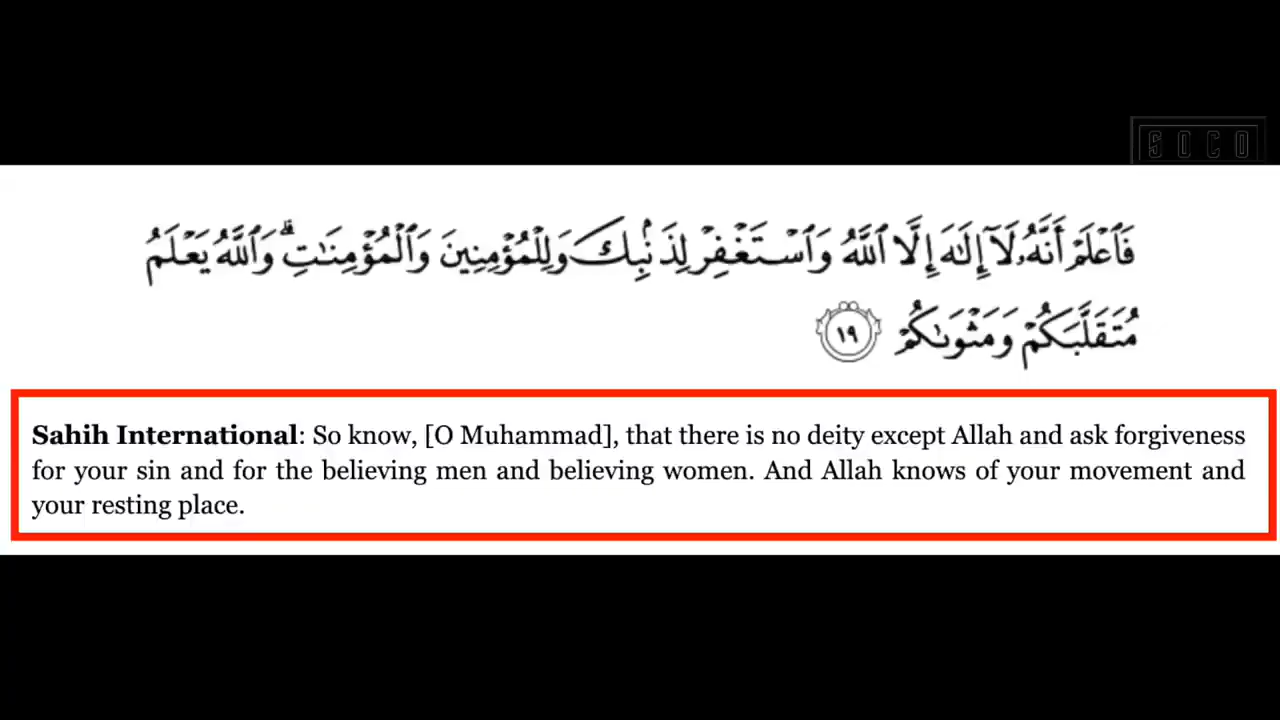 SOCO
فَٱعْلَمْ أَنَّهُۥ لَآ إِلَـٰهَ إِلَّا ٱللَّهُ وَٱسْتَغْفِرْ لِذَنۢبِكَ وَلِلْمُؤْمِنِينَ وَٱلْمُؤْمِنَـٰتِ ۗ وَٱللَّهُ يَعْلَمُ
مُتَقَلَّبَكُمْ وَمَثْوَىٰكُمْ ١٩
Sahih International: So know, [O Muhammad], that there is no deity except Allah and ask forgiveness
for your sin and for the believing men and believing women. And Allah knows of your movement and
your resting place.